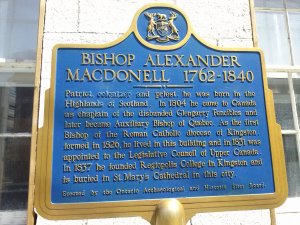 BISHOP ALEXANDER
MACDONELL 1762-1840
Patriot, colonizer and priest, he was born in the
Highlands of Scotland. In 1804 he came to Canada
as chaplain of the disbanded Glengarry Fencibles and
later became Auxiliary Bishop of Quebec. As the first
Bishop of the Roman Catholic diocese of Kingston,
formed in 1826, he lived in this building and in 1831 was
appointed to the Legislative Council of Upper Canada.
In 1837 he founded Regiopolis College in Kingston, and
is buried in St. Mary's Cathedral in this city.
Erected by the Ontario Archaeological and Historic Sites Board.